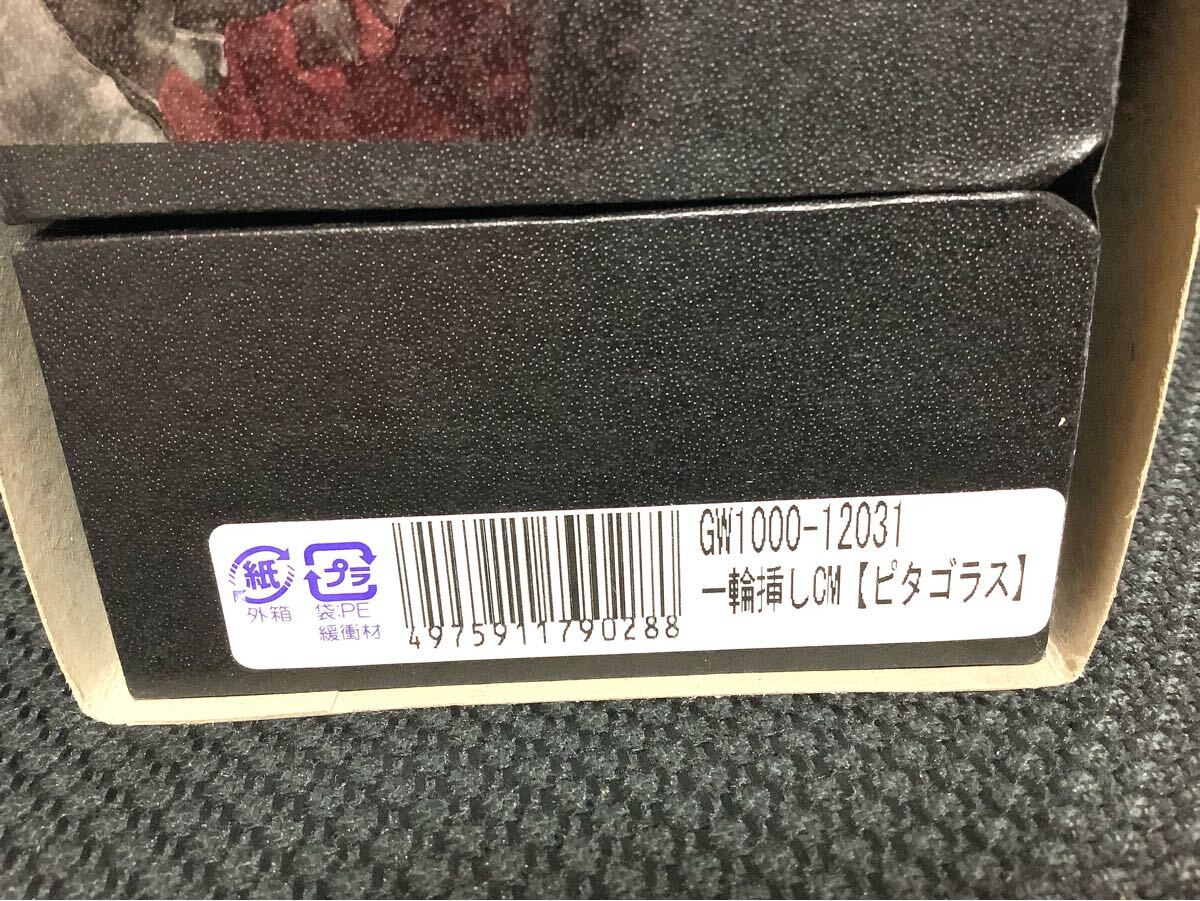 紙
外箱
プラ
袋:PE
緩衝材
4975911790288
GW1000-12031
一輪挿しCM【ピタゴラス】